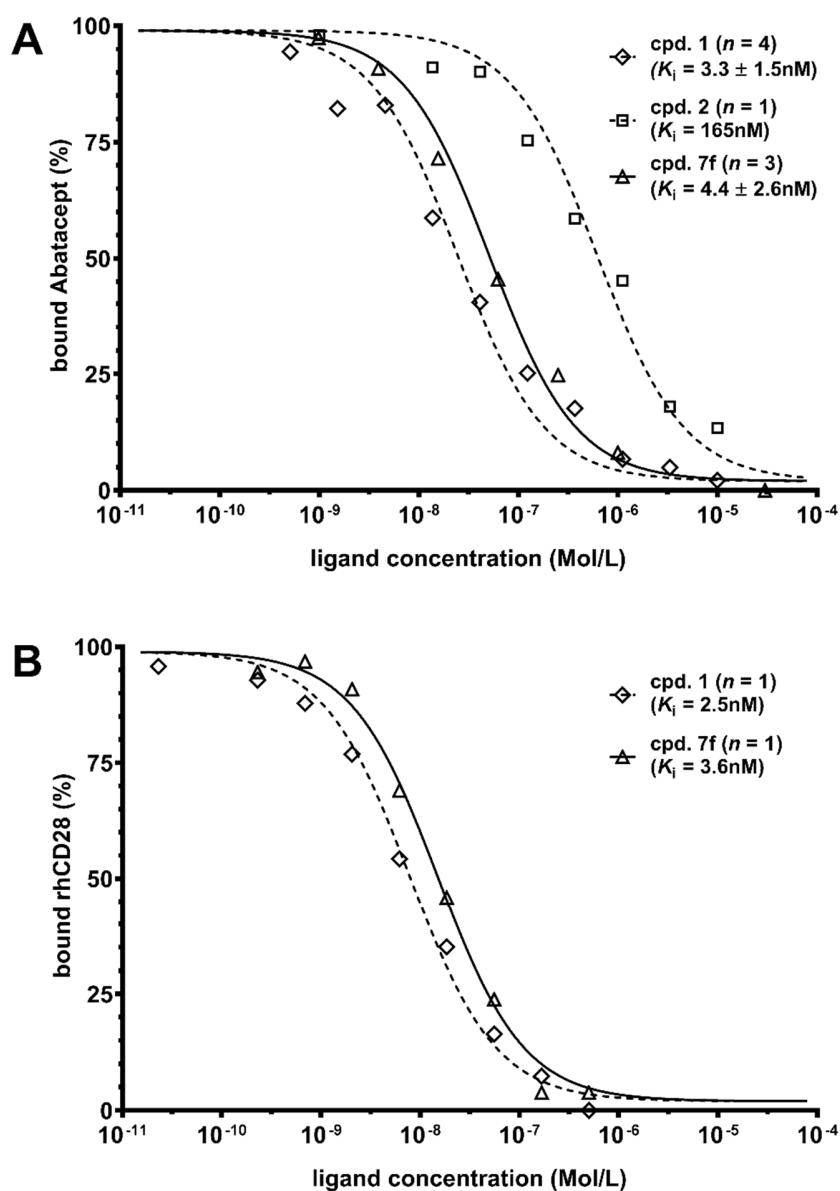 A
100
75
50
25
0
bound Abatacept (%)
cpd. 1 (n = 4)
(Ki = 3.3 ± 1.5nM)
cpd. 2 (n = 1)
(Ki = 165nM)
cpd. 7f (n = 3)
(Ki = 4.4 ± 2.6nM)
10-11 10-10 10-9 10-8 10-7 10-6 10-5 10-4
ligand concentration (Mol/L)
B
100
75
50
25
0
bound rhCD28 (%)
cpd. 1 (n = 1)
(Ki = 2.5nM)
cpd. 7f (n = 1)
(Ki = 3.6nM)
10-11 10-10 10-9 10-8 10-7 10-6 10-5 10-4
ligand concentration (Mol/L)